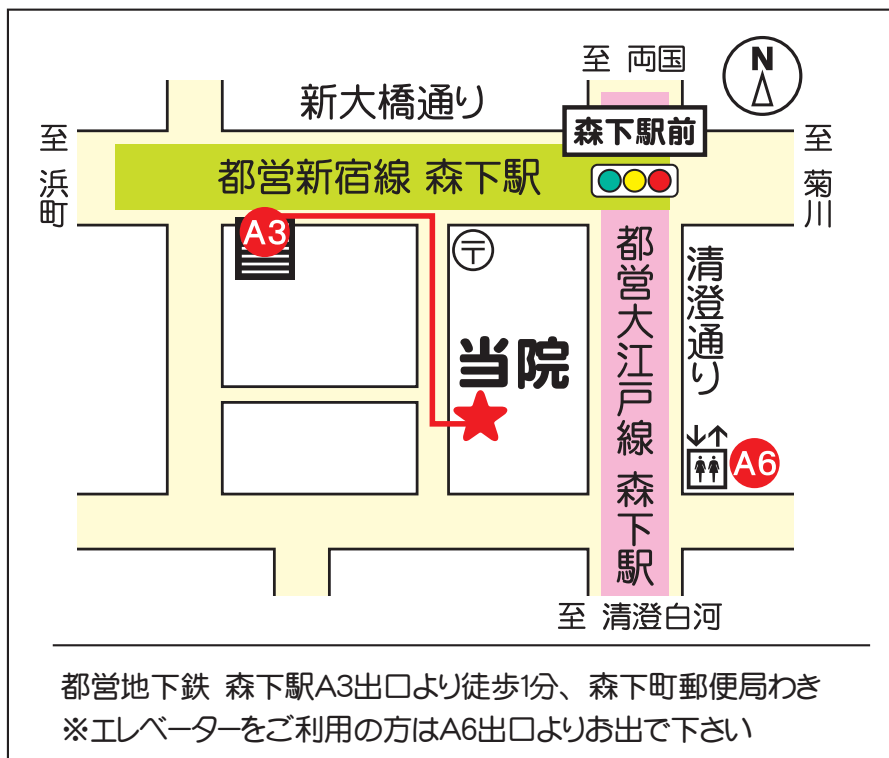 至 両国
N
新大橋通り
森下駅前
至 浜町
至 菊川
都営新宿線 森下駅
A3
〒
都営大江戸線 森下駅
清澄通り
当院
A6
至 清澄白河
都営地下鉄 森下駅A3出口より徒歩1分、森下町郵便局わき
※エレベーターをご利用の方はA6出口よりお出で下さい